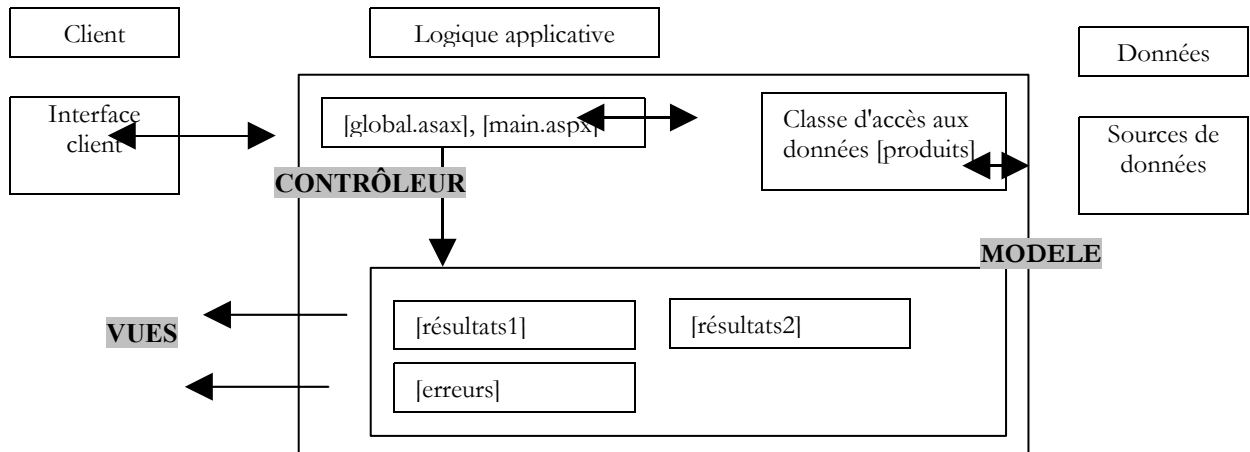 Client
Logique applicative
Données
Interface
client
[global.asax], [main.aspx]
Classe d'accès aux
données [produits]
Sources de
données
CONTRÔLEUR
MODELE
VUES
[résultats1]
[résultats2]
[erreurs]